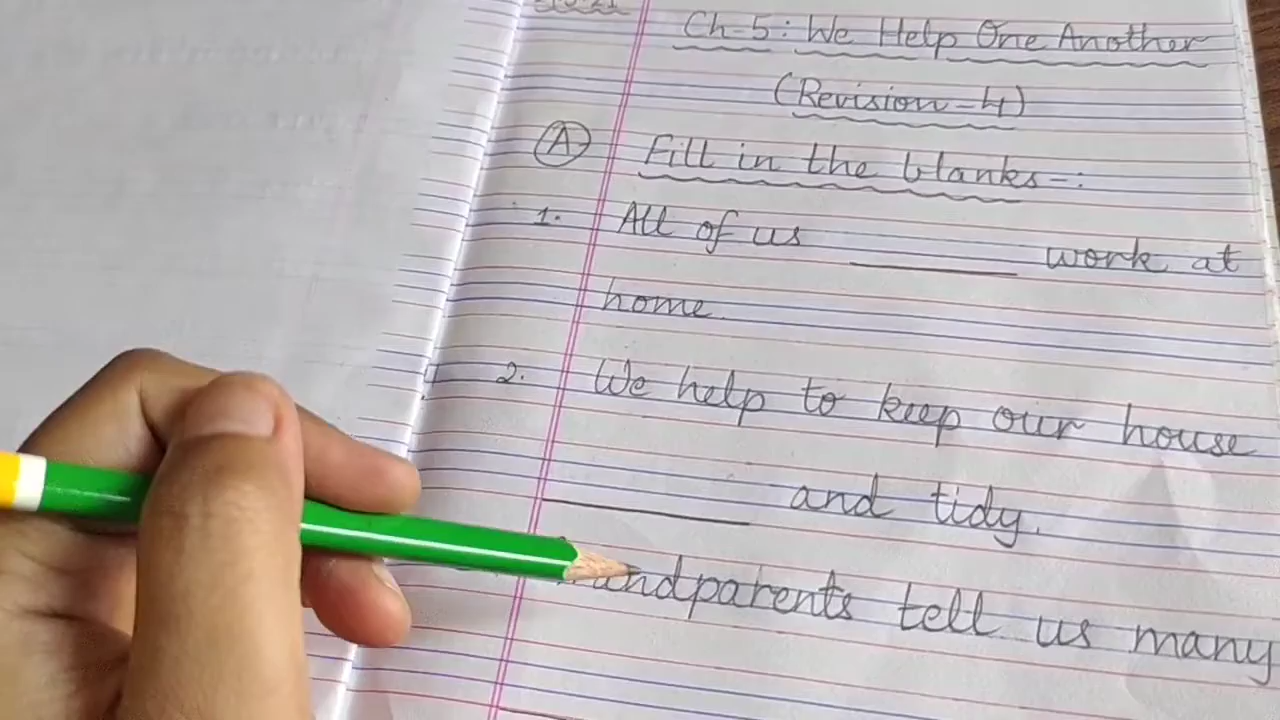 Ch-5: We Help One Another
(Revision-4)
A Fill in the blanks-:
1. All of us ________ work at
home.
2. We help to keep our house
________ and tidy.
Grandparents tell us many